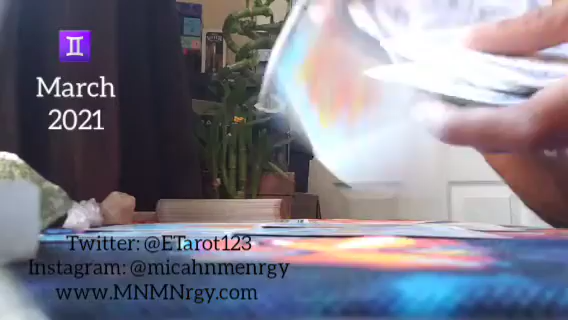 ♊
March
2021
Twitter: @ETarot123
Instagram: @micahnmenrgy
www.MNMNrgy.com